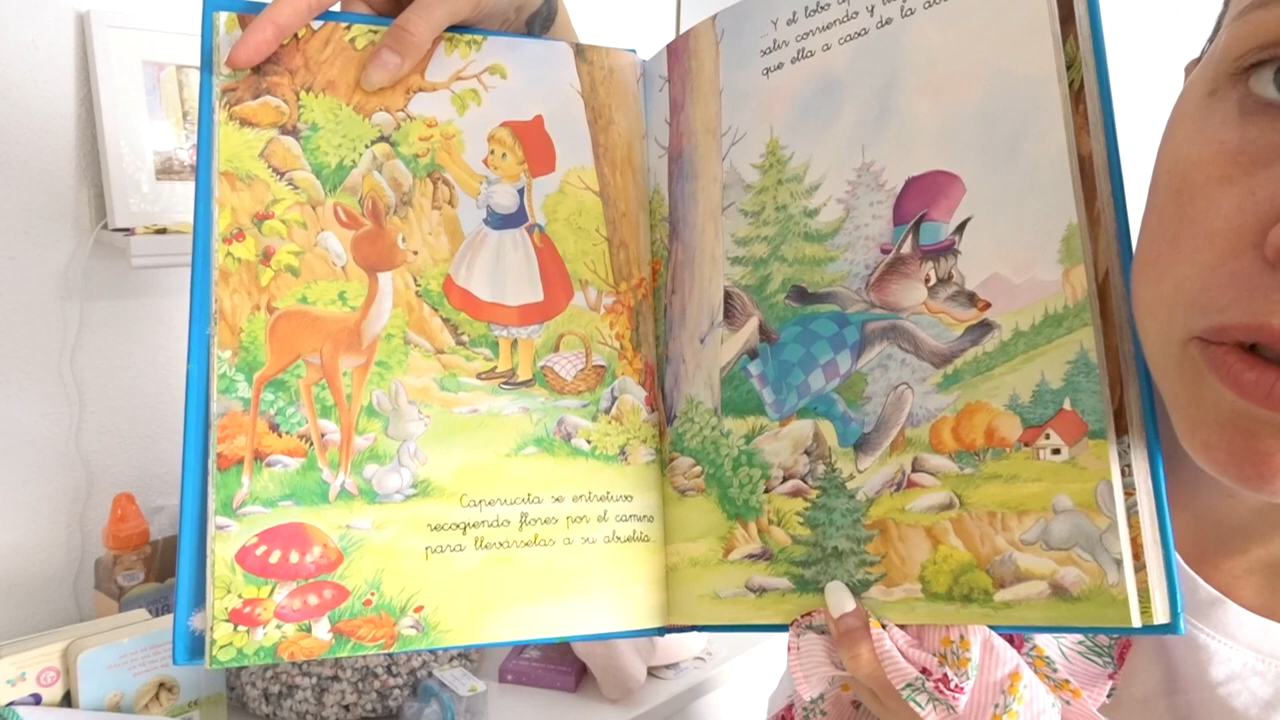 Caperucita se entretuvo
recogiendo flores por el camino
para llevárselas a su abuelita...
...Y el lobo
salir corriendo y
que ella a casa de la